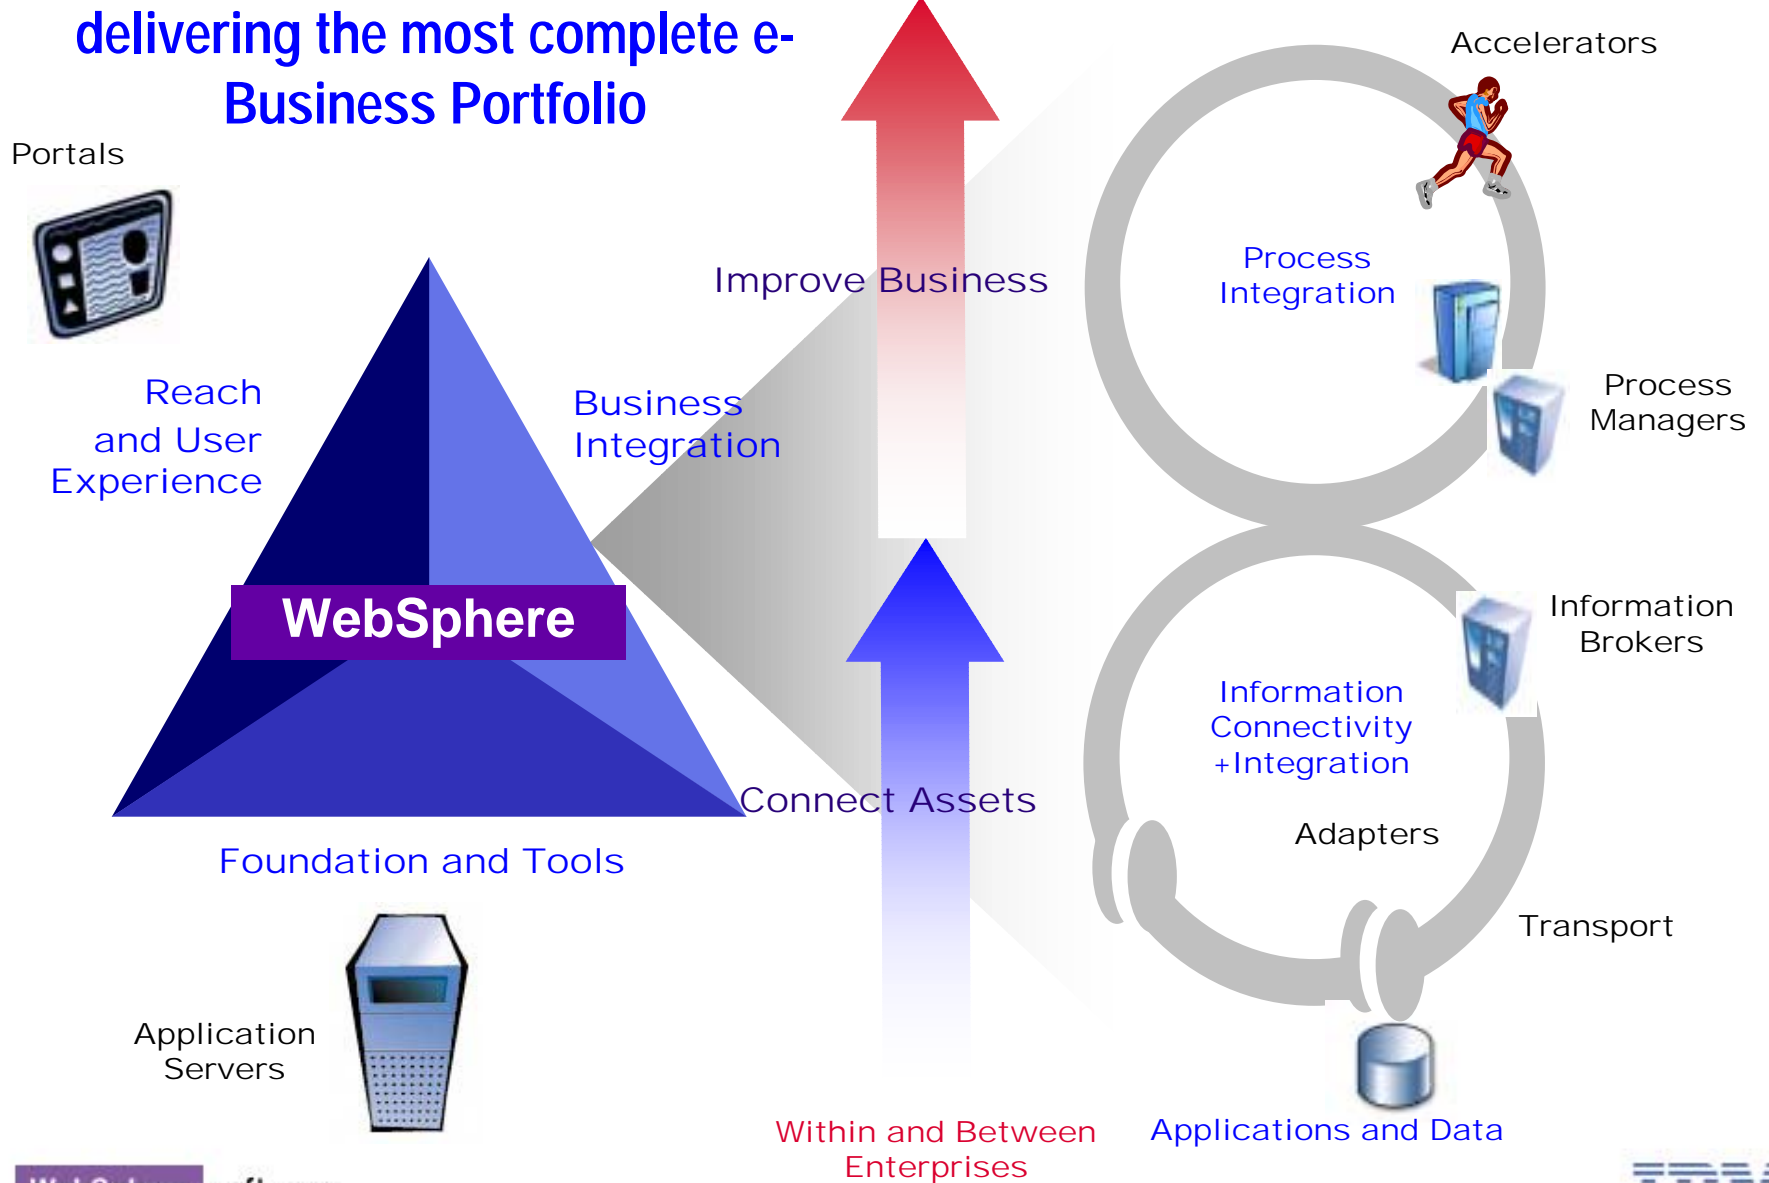 delivering the most complete e-
Business Portfolio
Portals
Reach
and User
Experience
Business
Integration
WebSphere
Foundation and Tools
Application
Servers
Improve Business
Connect Assets
Within and Between
Enterprises
Accelerators
Process
Integration
Process
Managers
Information
Brokers
Information
Connectivity
+Integration
Adapters
Transport
Applications and Data